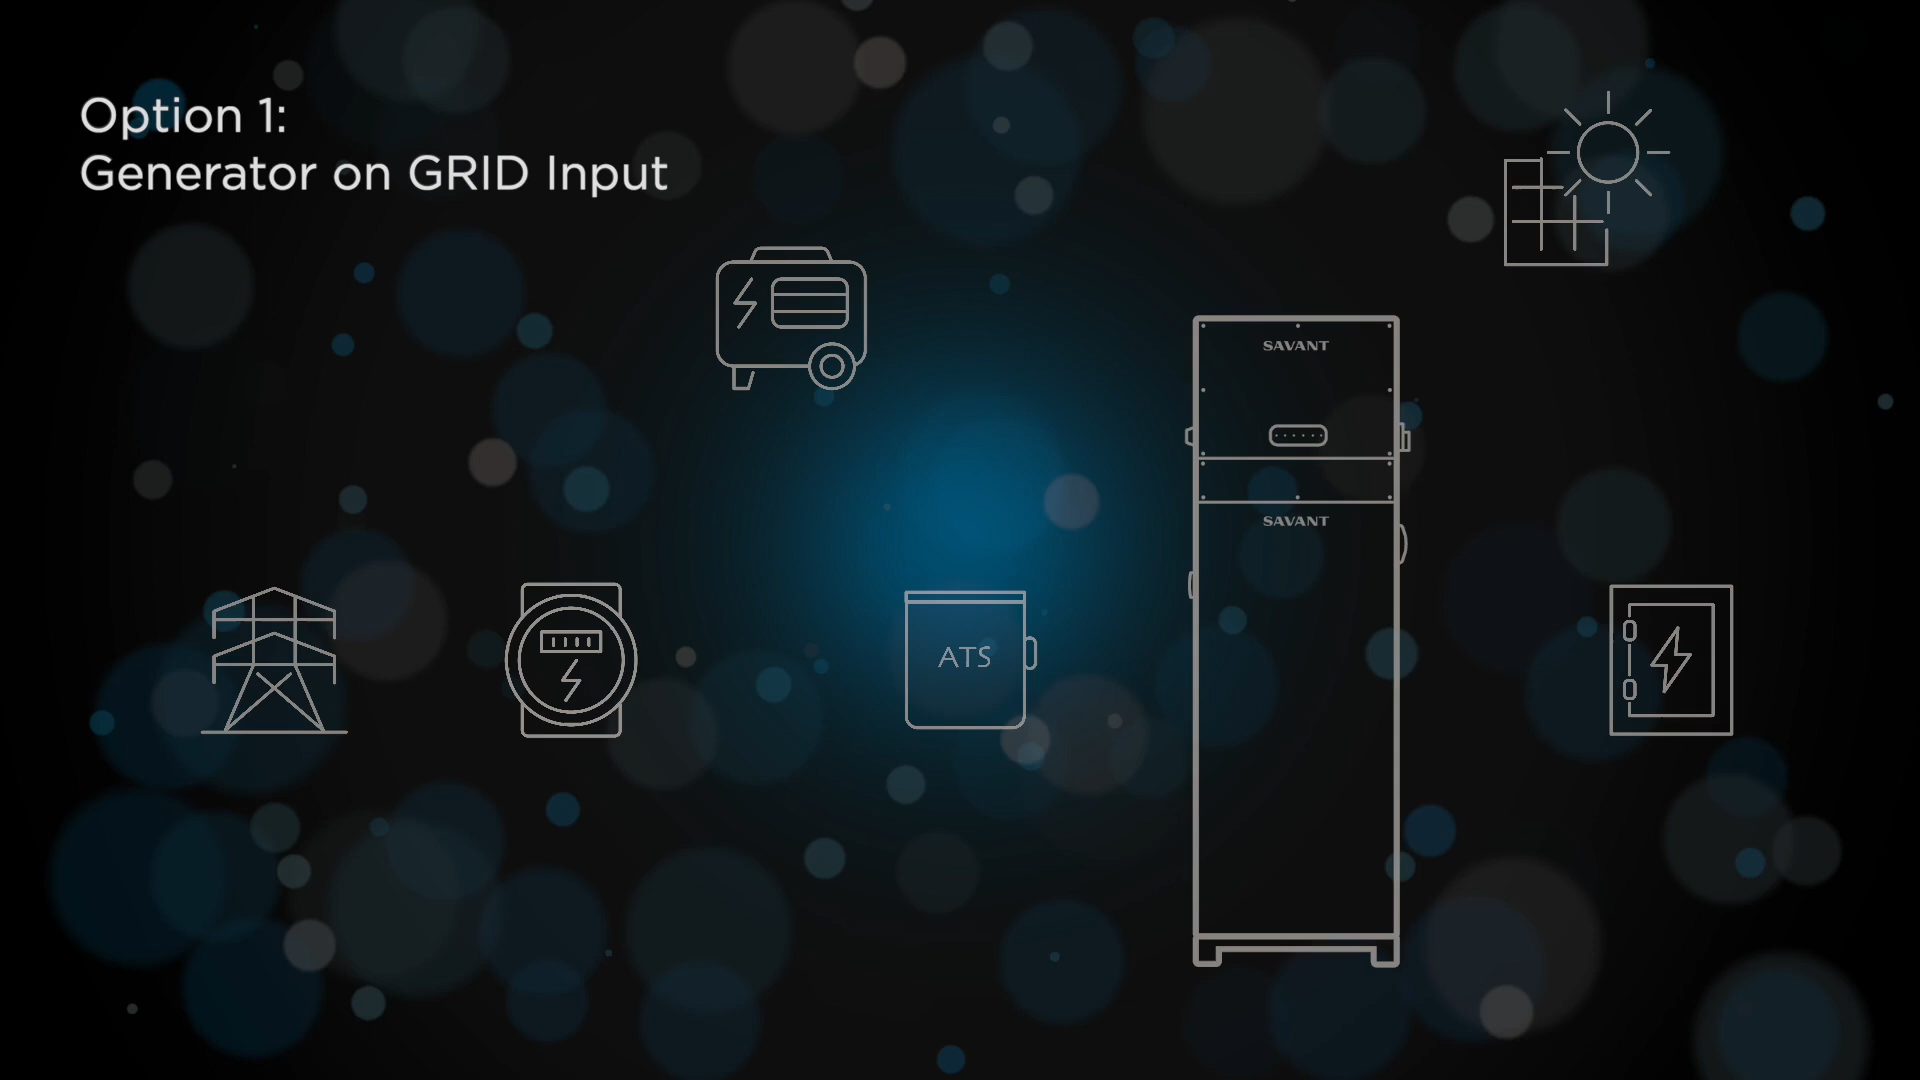 Option 1:
Generator on GRID Input
SAVANT
SAVANT
ATS